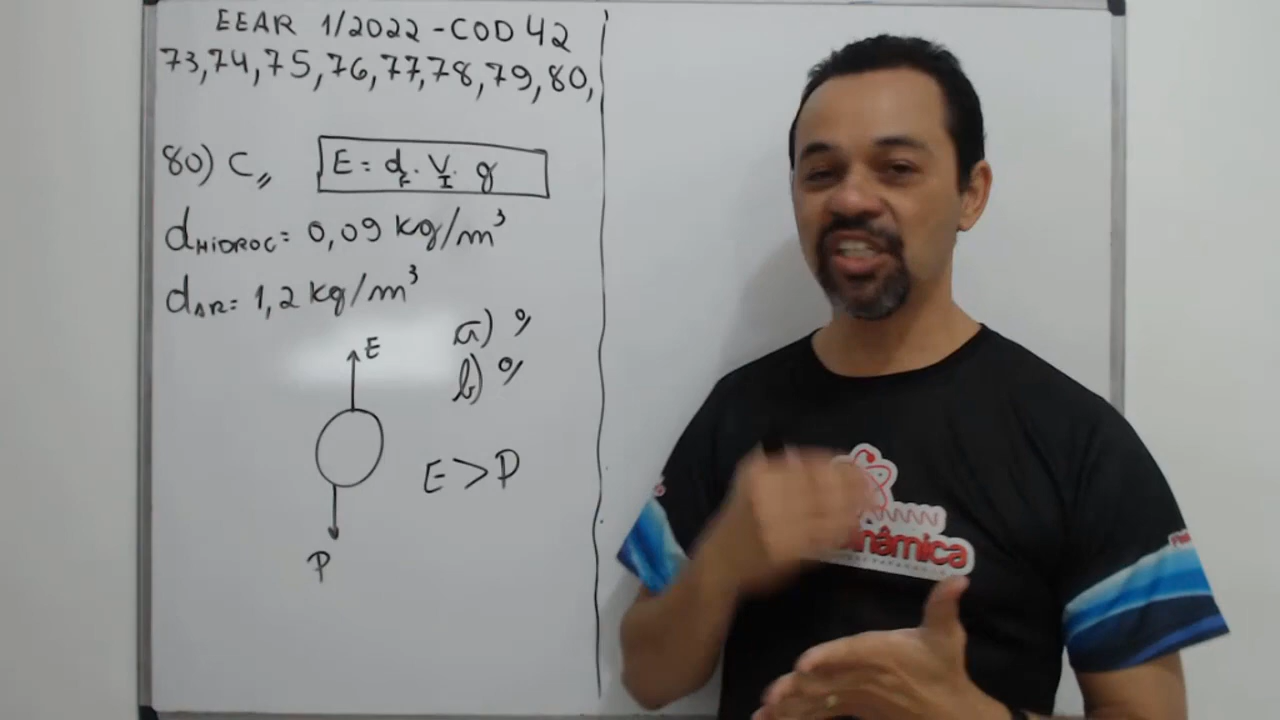 EEAR 1/2022 - COD 42
73, 74, 75, 76, 77, 78, 79, 80,
80) C,, E = dF . VI . g
dHIDROG = 0,09 kg/m³
dAR = 1,2 kg/m³
a) %
b) %
E
E > P
P